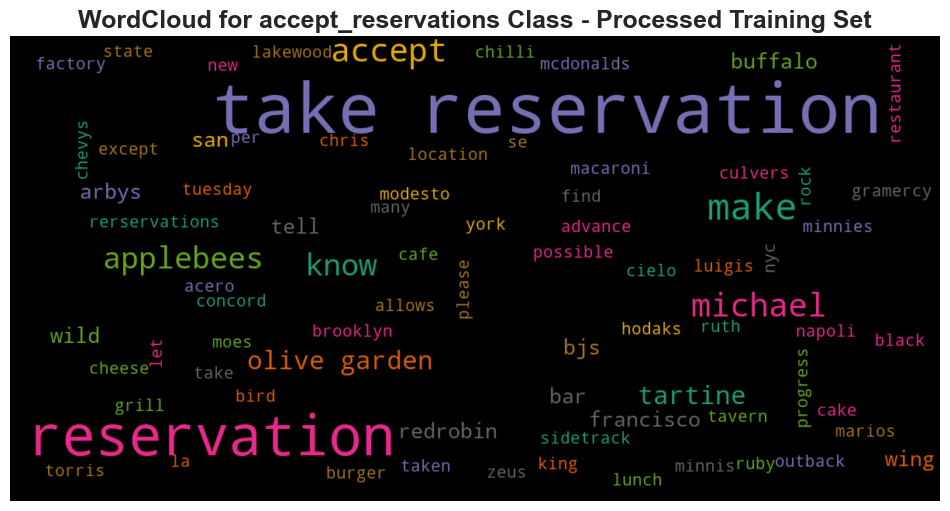 WordCloud for accept_reservations Class - Processed Training Set
state
lakewood
accept
chilli
factory
new
mcdonalds
buffalo
restaurant
take reservation
chevys
except
san
per
chris
location
se
macaroni
culvers
rock
arbys
tuesday
modesto
many
find
make
gramercy
rerservations
tell
york
advance
minnies
applebees
know
cafe
possible
cielo
luigis
nyc
acero
concord
allows
please
michael
wild
let
moes
brooklyn
hodaks
ruth
napoli
black
cheese
take
olive garden
bjs
progress
grill
bird
bar
tartine
cake
reservation
redrobin
francisco
tavern
sidetrack
marios
torris
la
burger
taken
zeus
king
lunch
minnis
ruby
outback
wing